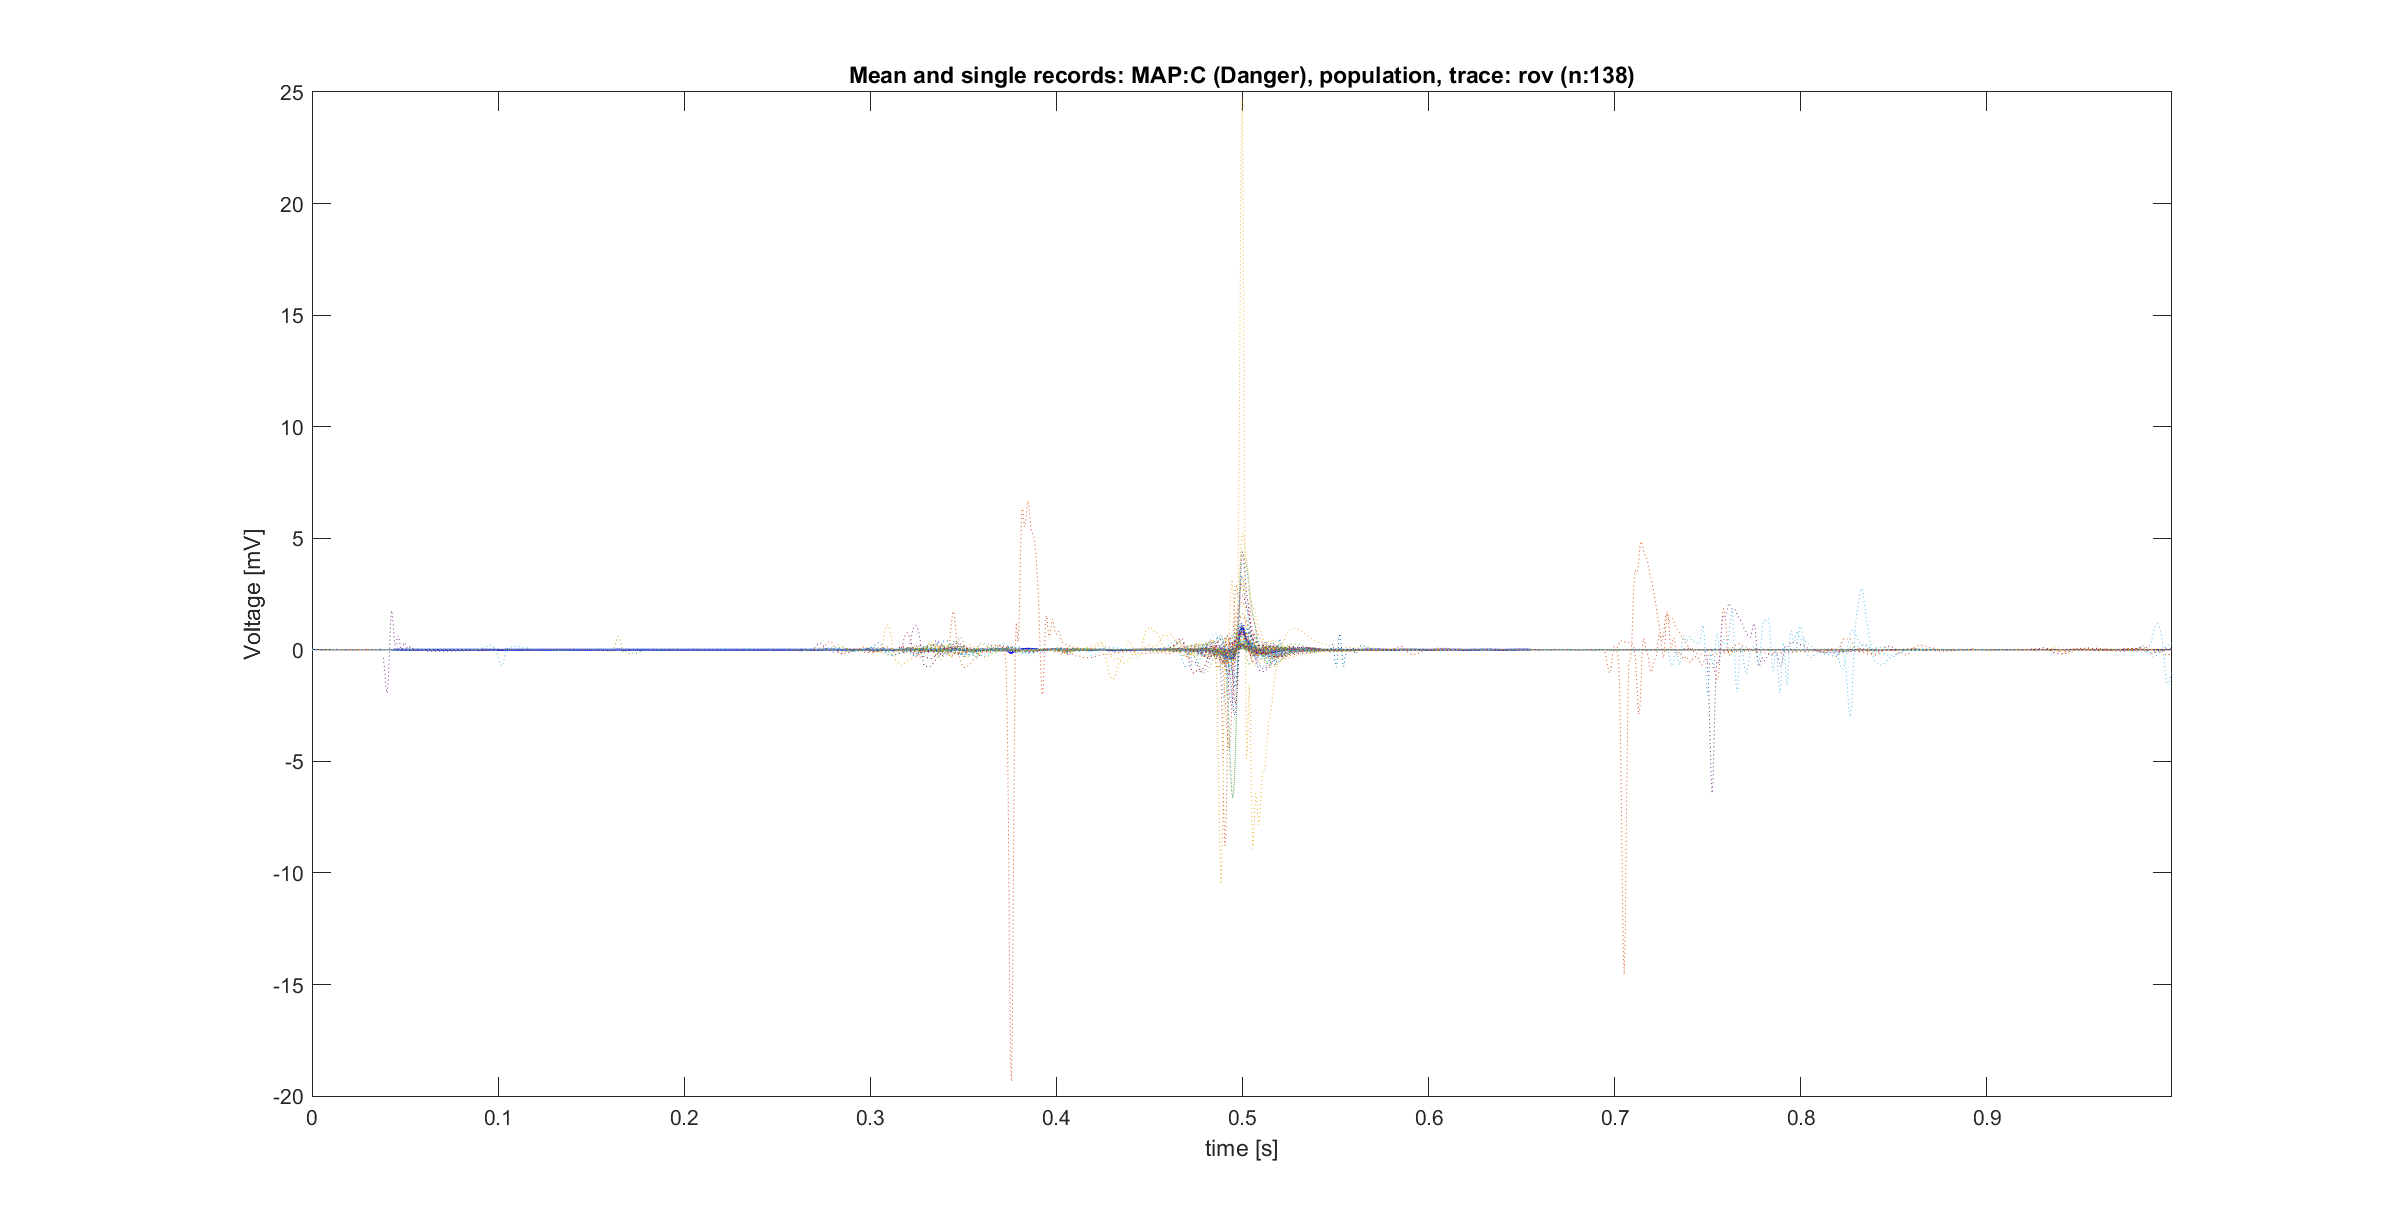 Mean and single records: MAP:C (Danger), population, trace: rov (n:138)
25
20
15
10
5
0
-5
-10
-15
-20
Voltage [mV]
0 0.1 0.2 0.3 0.4 0.5 0.6 0.7 0.8 0.9
time [s]